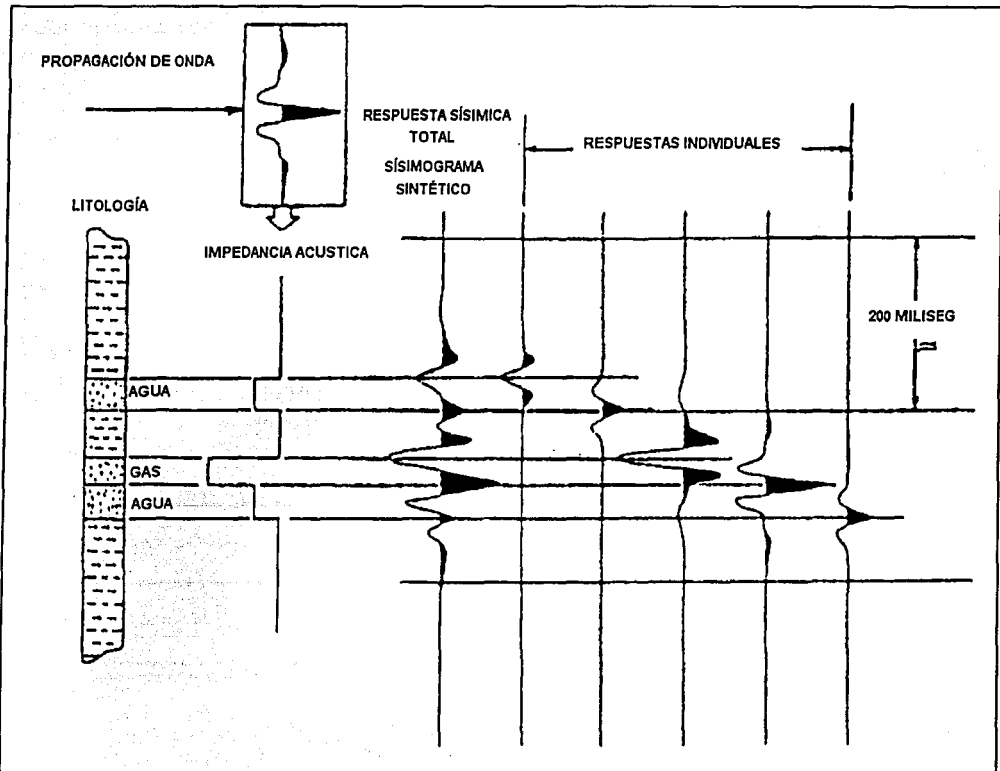 PROPAGACIÓN DE ONDA
RESPUESTA SÍSIMICA
TOTAL
SÍSIMOGRAMA
SINTÉTICO
RESPUESTAS INDIVIDUALES
LITOLOGÍA
IMPEDANCIA ACUSTICA
200 MILISEG
AGUA
GAS
AGUA